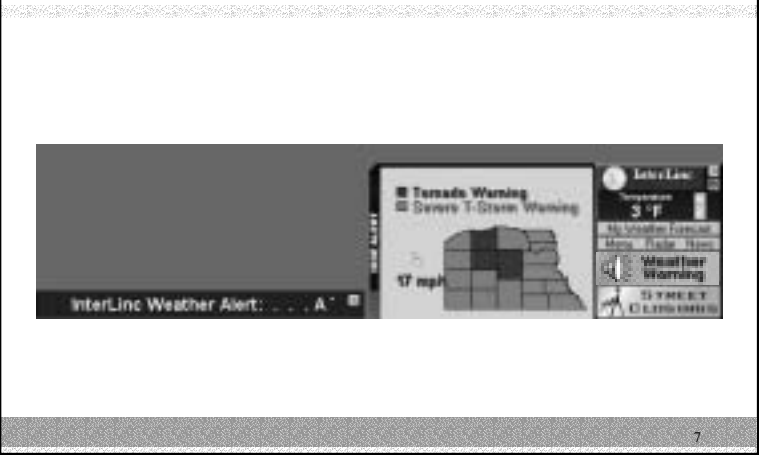 Tornado Warning
Severe T-Storm Warning
17 mph
InterLinc Weather Alert: . . . A
InterLinc
Temperature
3 °F
My Weather Forecast
Menu Radar News
Weather
Warning
STREET
CLOSINGS
7